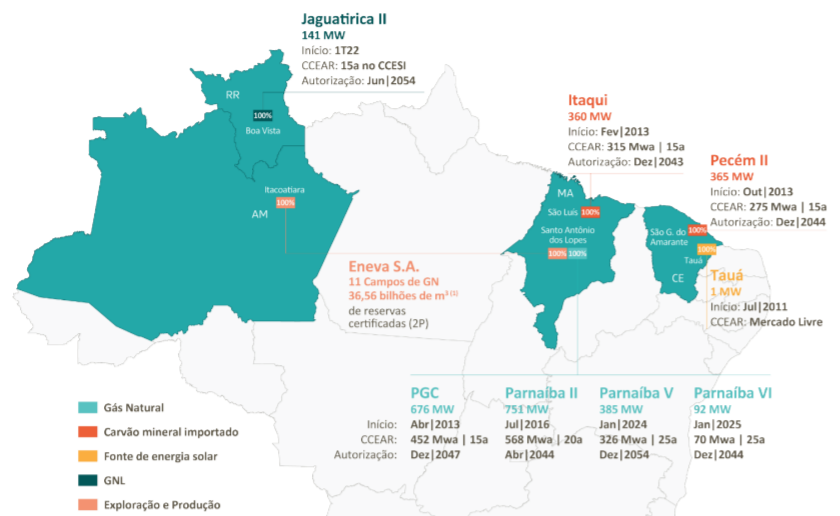 Jaguatirica II
141 MW
Início: 1T22
CCEAR: 15a no CCESI
Autorização: Jun|2054
RR
100%
Boa Vista
Itaqui
360 MW
Início: Fev|2013
CCEAR: 315 Mwa | 15a
Autorização: Dez|2043
Pecém II
365 MW
Início: Out|2013
CCEAR: 275 Mwa | 15a
Autorização: Dez|2044
Itacoatiara
100%
AM
MA
São Luís 100%
Santo Antônio
dos Lopes
100% 100%
100%
São G. do
Amarante
100%
Tauá
CE
Eneva S.A.
11 Campos de GN
36,56 bilhões de m³ (1)
de reservas
certificadas (2P)
Tauá
1 MW
Início: Jul|2011
CCEAR: Mercado Livre
PGC Parnaíba II Parnaíba V Parnaíba VI
676 MW 751 MW 385 MW 92 MW
Início: Abr|2013 Jul|2016 Jan|2024 Jan|2025
CCEAR: 452 Mwa | 15a 568 Mwa | 20a 326 Mwa | 25a 70 Mwa | 25a
Autorização: Dez|2047 Abr|2044 Dez|2054 Dez|2044
Gás Natural
Carvão mineral importado
Fonte de energia solar
GNL
Exploração e Produção